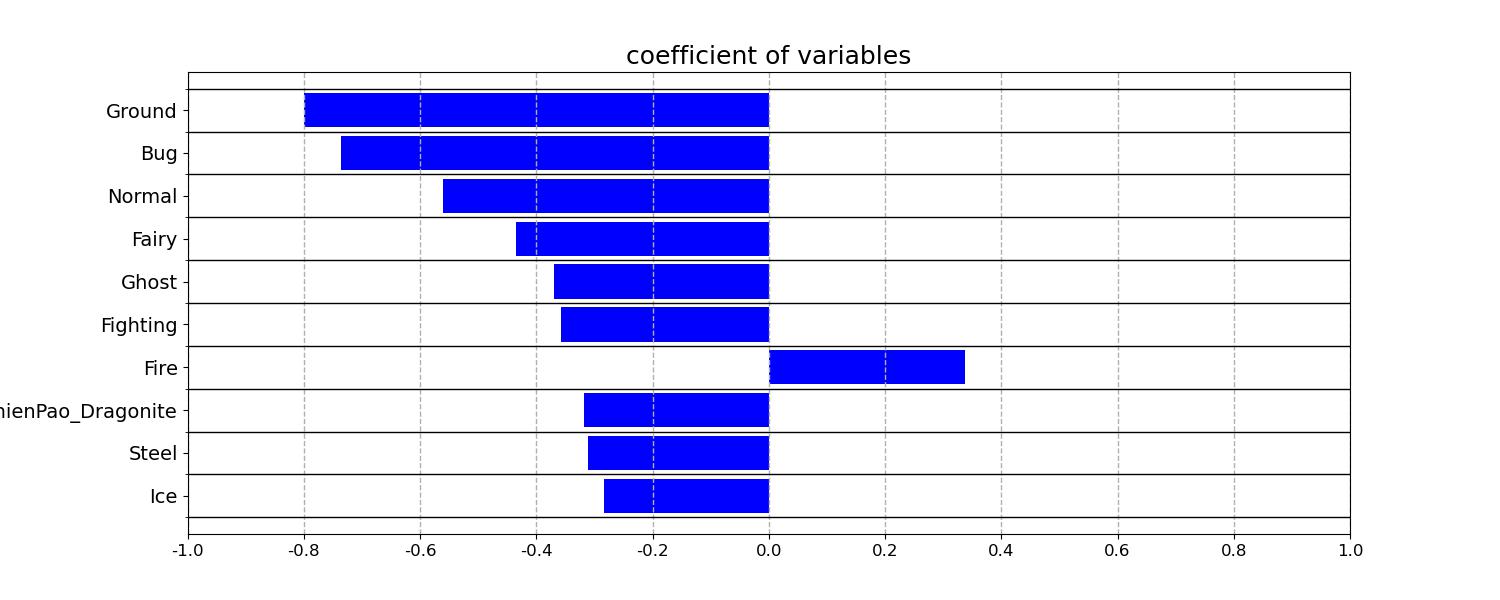 coefficient of variables
Ground
Bug
Normal
Fairy
Ghost
Fighting
Fire
hienPao_Dragonite
Steel
Ice
-1.0 -0.8 -0.6 -0.4 -0.2 0.0 0.2 0.4 0.6 0.8 1.0